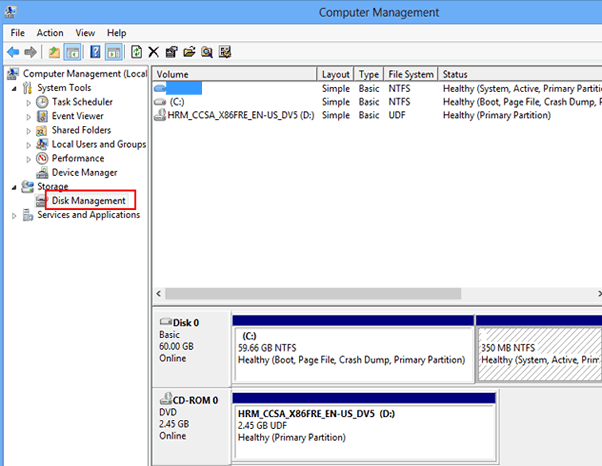 Computer Management
File Action View Help
Computer Management (Local
System Tools
Task Scheduler
Event Viewer
Shared Folders
Local Users and Groups
Performance
Device Manager
Storage
Disk Management
Services and Applications
Volume Layout Type File System Status
Simple Basic NTFS Healthy (System, Active, Primary Partition
(C:) Simple Basic NTFS Healthy (Boot, Page File, Crash Dump, P
HRM_CCSA_X86FRE_EN-US_DV5 (D:) Simple Basic UDF Healthy (Primary Partition)
Disk 0
Basic
60.00 GB
Online
(C:)
59.66 GB NTFS
Healthy (Boot, Page File, Crash Dump, Primary Partition)
350 MB NTFS
Healthy (System, Active, Prim
CD-ROM 0
DVD
2.45 GB
Online
HRM_CCSA_X86FRE_EN-US_DV5 (D:)
2.45 GB UDF
Healthy (Primary Partition)